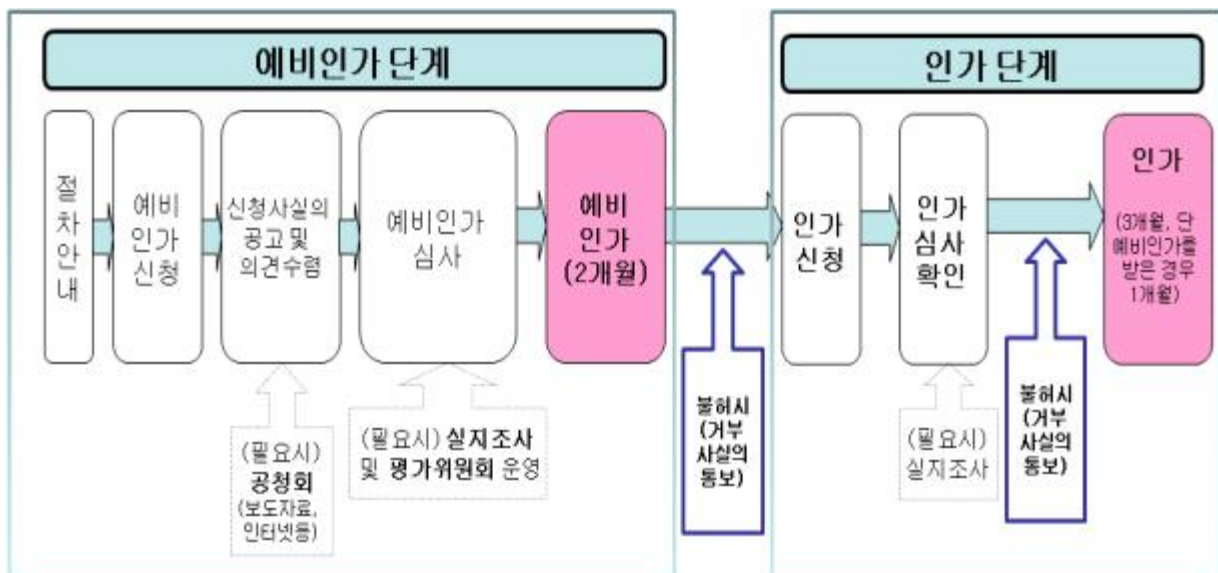 예비인가 단계
절
차
안
내
예비
인가
신청
신청사실의
공고 및
의견수렴
예비인가
심사
예비
인가
(2개월)
(필요시)
공청회
(보도자료,
인터넷등)
(필요시) 실지조사
및 평가위원회 운영
불허시
(거부
사실의
통보)
인가 단계
인가
신청
인가
심사
확인
인가
(3개월, 단
예비인가를
받은 경우
1개월)
(필요시)
실지조사
불허시
(거부
사실의
통보)